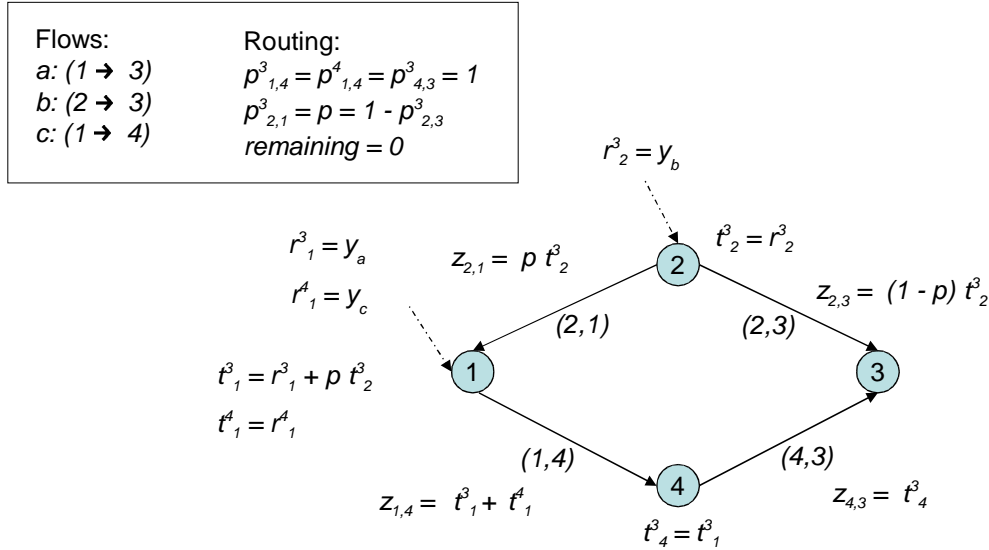 Flows:
a: (1 → 3)
b: (2 → 3)
c: (1 → 4)
Routing:
p³₁,₄ = p⁴₁,₄ = p³₄,₃ = 1
p³₂,₁ = p = 1 - p³₂,₃
remaining = 0
r³₂ = y_b
t³₂ = r³₂
2
r³₁ = y_a
r⁴₁ = y_c
z₂,₁ = p t³₂
z₂,₃ = (1 - p) t³₂
(2,1)
(2,3)
1
3
t³₁ = r³₁ + p t³₂
t⁴₁ = r⁴₁
(1,4)
(4,3)
4
z₁,₄ = t³₁ + t⁴₁
z₄,₃ = t³₄
t³₄ = t³₁